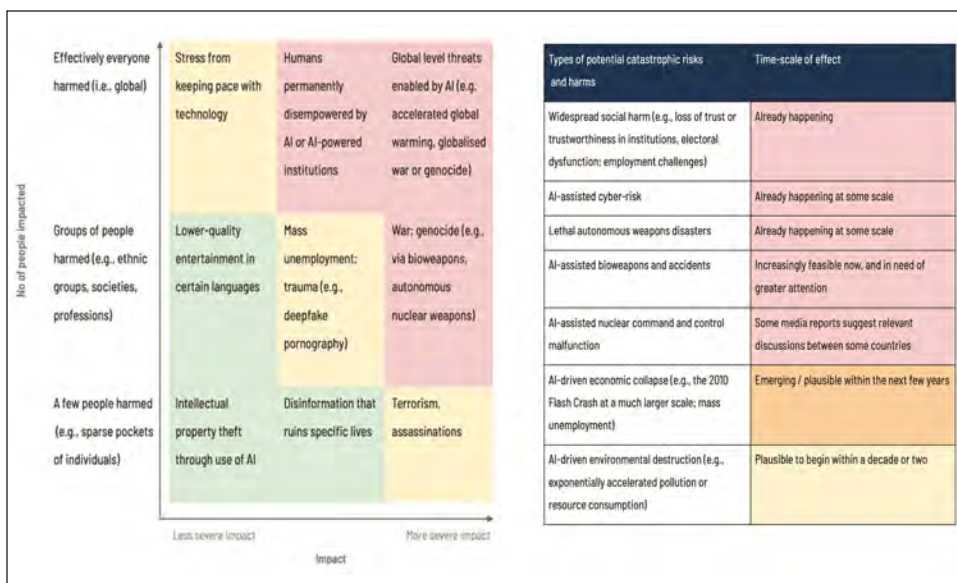 No of people impacted
Effectively everyone
harmed (i.e., global)
Stress from
keeping pace with
technology
Humans
permanently
disempowered by
AI or AI-powered
institutions
Global level threats
enabled by AI (e.g.
accelerated global
warming, globalised
war or genocide)
Groups of people
harmed (e.g., ethnic
groups, societies,
professions)
Lower-quality
entertainment in
certain languages
Mass
unemployment;
trauma (e.g.,
deepfake
pornography)
War; genocide (e.g.,
via bioweapons,
autonomous
nuclear weapons)
A few people harmed
(e.g., sparse pockets
of individuals)
Intellectual
property theft
through use of AI
Disinformation that
ruins specific lives
Terrorism,
assassinations
Less severe impact
More severe impact
Impact
Types of potential catastrophic risks
and harms
Time-scale of effect
Widespread social harm (e.g., loss of trust or
trustworthiness in institutions, electoral
dysfunction; employment challenges)
Already happening
AI-assisted cyber-risk
Already happening at some scale
Lethal autonomous weapons disasters
Already happening at some scale
AI-assisted bioweapons and accidents
Increasingly feasible now, and in need of
greater attention
AI-assisted nuclear command and control
malfunction
Some media reports suggest relevant
discussions between some countries
AI-driven economic collapse (e.g., the 2010
Flash Crash at a much larger scale; mass
unemployment)
Emerging / plausible within the next few years
AI-driven environmental destruction (e.g.,
exponentially accelerated pollution or
resource consumption)
Plausible to begin within a decade or two